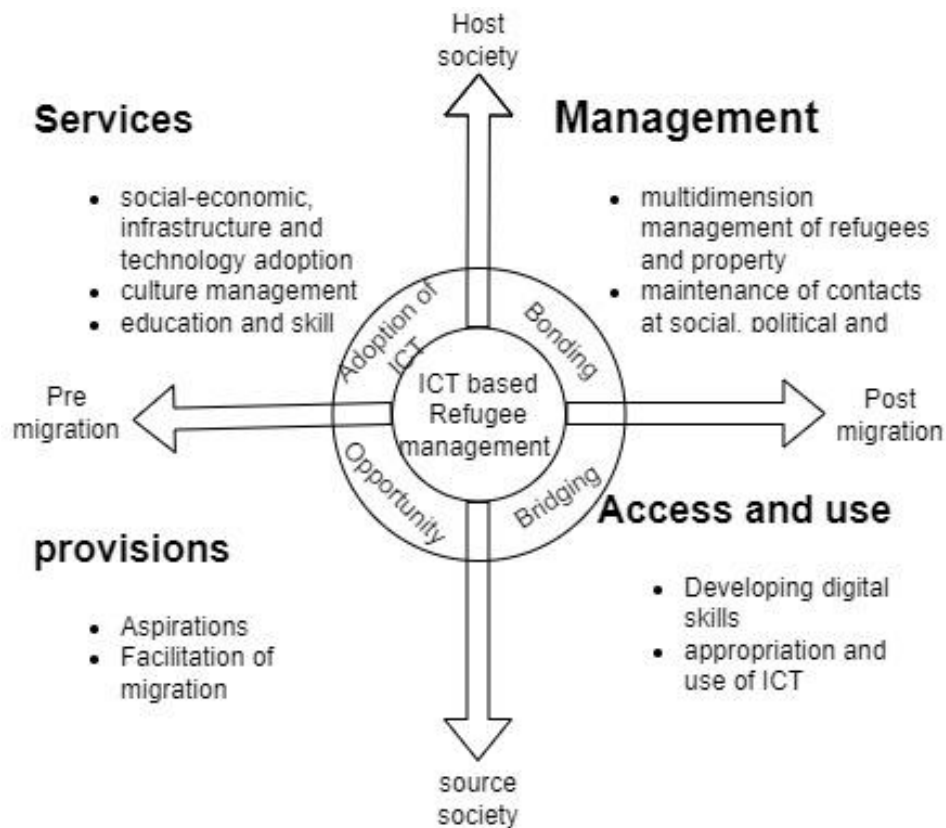 Host
society
Services
social-economic,
infrastructure and
technology adoption
culture management
education and skill
Management
multidimension
management of refugees
and property
maintenance of contacts
at social, political and
Adoption of
ICT
Bonding
Pre
migration
ICT based
Refugee
management
Post
migration
Opportunity
Bridging
provisions
Aspirations
Facilitation of
migration
Access and use
Developing digital
skills
appropriation and
use of ICT
source
society